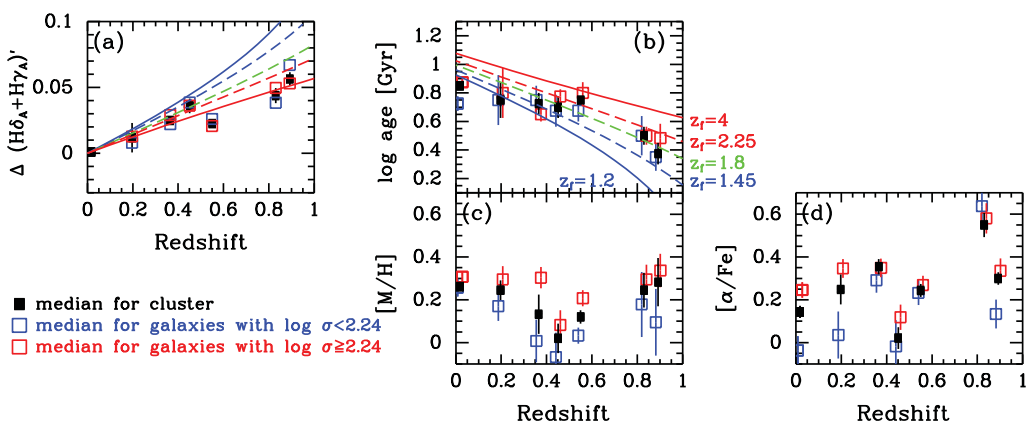 (a)
0.1
0.05
0
Δ (Hδ_A+Hγ_A)'
0 0.2 0.4 0.6 0.8 1
Redshift
(b)
1.2
1
0.8
0.6
0.4
0.2
log age [Gyr]
z_f=4
z_f=2.25
z_f=1.8
z_f=1.45
z_f=1.2
(c)
0.6
0.4
0.2
0
[M/H]
0 0.2 0.4 0.6 0.8 1
Redshift
(d)
0.6
0.4
0.2
0
[α/Fe]
0 0.2 0.4 0.6 0.8 1
Redshift
median for cluster
median for galaxies with log σ<2.24
median for galaxies with log σ≥2.24